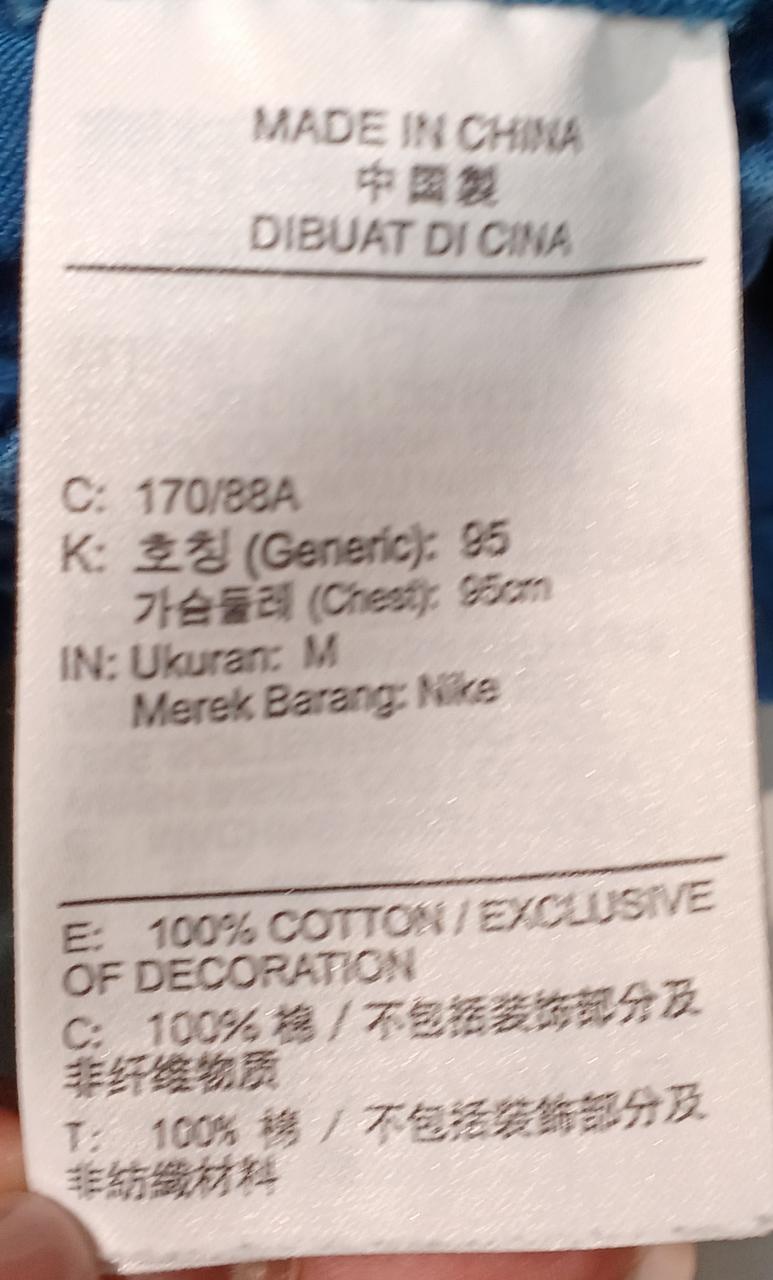 MADE IN CHINA
中国製
DIBUAT DI CINA
C: 170/88A
K: 호칭 (Generic): 95
가슴둘레 (Chest): 95cm
IN: Ukuran: M
Merek Barang: Nike
E: 100% COTTON / EXCLUSIVE
OF DECORATION
C: 100% 棉 / 不包括装饰部分及
非纤维物质
T: 100% 棉 / 不包括装飾部分及
非紡織材料